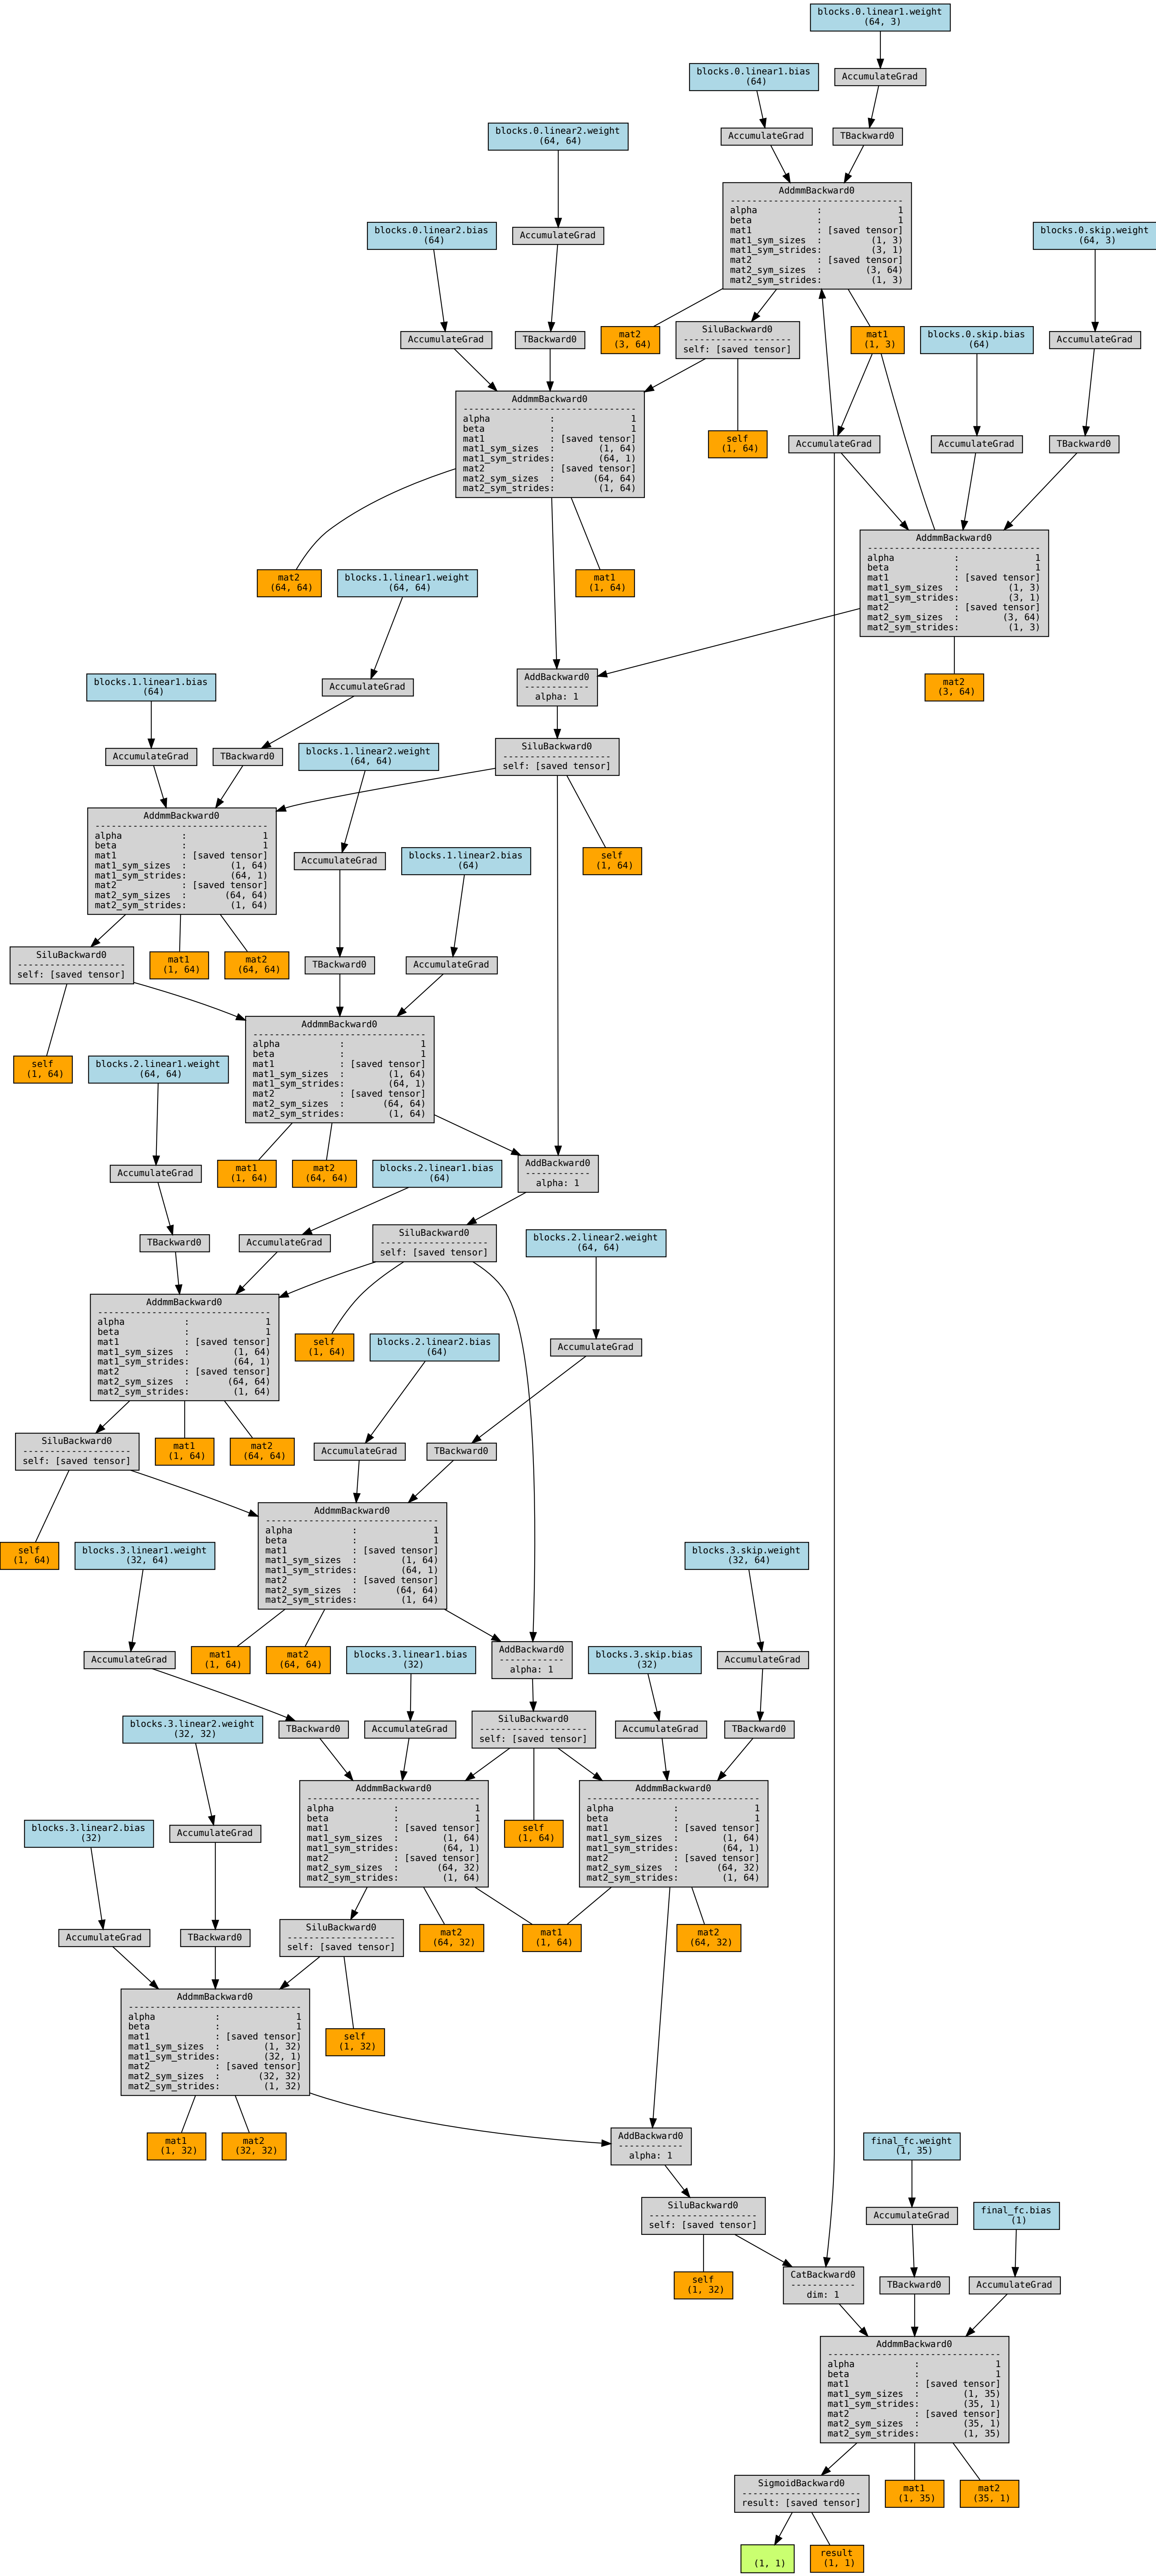 blocks.0.linear1.weight
(64, 3)
blocks.0.linear1.bias
(64)
AccumulateGrad
blocks.0.linear2.weight
(64, 64)
AccumulateGrad
TBackward0
AddmmBackward0
--------------------------------
alpha           :              1
beta            :              1
mat1            : [saved tensor]
mat1_sym_sizes  :         (1, 3)
mat1_sym_strides:         (3, 1)
mat2            : [saved tensor]
mat2_sym_sizes  :        (3, 64)
mat2_sym_strides:         (1, 3)
blocks.0.linear2.bias
(64)
AccumulateGrad
blocks.0.skip.weight
(64, 3)
AccumulateGrad
TBackward0
mat2
(3, 64)
SiluBackward0
--------------------
self: [saved tensor]
mat1
(1, 3)
blocks.0.skip.bias
(64)
AccumulateGrad
AddmmBackward0
--------------------------------
alpha           :              1
beta            :              1
mat1            : [saved tensor]
mat1_sym_sizes  :        (1, 64)
mat1_sym_strides:        (64, 1)
mat2            : [saved tensor]
mat2_sym_sizes  :       (64, 64)
mat2_sym_strides:        (1, 64)
self
(1, 64)
AccumulateGrad
AccumulateGrad
TBackward0
AddmmBackward0
--------------------------------
alpha           :              1
beta            :              1
mat1            : [saved tensor]
mat1_sym_sizes  :         (1, 3)
mat1_sym_strides:         (3, 1)
mat2            : [saved tensor]
mat2_sym_sizes  :        (3, 64)
mat2_sym_strides:         (1, 3)
mat2
(64, 64)
blocks.1.linear1.weight
(64, 64)
mat1
(1, 64)
blocks.1.linear1.bias
(64)
AccumulateGrad
AddBackward0
------------
alpha: 1
mat2
(3, 64)
AccumulateGrad
TBackward0
blocks.1.linear2.weight
(64, 64)
SiluBackward0
--------------------
self: [saved tensor]
AddmmBackward0
--------------------------------
alpha           :              1
beta            :              1
mat1            : [saved tensor]
mat1_sym_sizes  :        (1, 64)
mat1_sym_strides:        (64, 1)
mat2            : [saved tensor]
mat2_sym_sizes  :       (64, 64)
mat2_sym_strides:        (1, 64)
AccumulateGrad
blocks.1.linear2.bias
(64)
self
(1, 64)
SiluBackward0
--------------------
self: [saved tensor]
mat1
(1, 64)
mat2
(64, 64)
TBackward0
AccumulateGrad
self
(1, 64)
blocks.2.linear1.weight
(64, 64)
AddmmBackward0
--------------------------------
alpha           :              1
beta            :              1
mat1            : [saved tensor]
mat1_sym_sizes  :        (1, 64)
mat1_sym_strides:        (64, 1)
mat2            : [saved tensor]
mat2_sym_sizes  :       (64, 64)
mat2_sym_strides:        (1, 64)
AccumulateGrad
mat1
(1, 64)
mat2
(64, 64)
blocks.2.linear1.bias
(64)
AddBackward0
------------
alpha: 1
TBackward0
AccumulateGrad
SiluBackward0
--------------------
self: [saved tensor]
blocks.2.linear2.weight
(64, 64)
AddmmBackward0
--------------------------------
alpha           :              1
beta            :              1
mat1            : [saved tensor]
mat1_sym_sizes  :        (1, 64)
mat1_sym_strides:        (64, 1)
mat2            : [saved tensor]
mat2_sym_sizes  :       (64, 64)
mat2_sym_strides:        (1, 64)
self
(1, 64)
blocks.2.linear2.bias
(64)
AccumulateGrad
SiluBackward0
--------------------
self: [saved tensor]
mat1
(1, 64)
mat2
(64, 64)
AccumulateGrad
TBackward0
self
(1, 64)
blocks.3.linear1.weight
(32, 64)
AddmmBackward0
--------------------------------
alpha           :              1
beta            :              1
mat1            : [saved tensor]
mat1_sym_sizes  :        (1, 64)
mat1_sym_strides:        (64, 1)
mat2            : [saved tensor]
mat2_sym_sizes  :       (64, 64)
mat2_sym_strides:        (1, 64)
blocks.3.skip.weight
(32, 64)
AccumulateGrad
mat1
(1, 64)
mat2
(64, 64)
blocks.3.linear1.bias
(32)
AddBackward0
------------
alpha: 1
blocks.3.skip.bias
(32)
AccumulateGrad
blocks.3.linear2.weight
(32, 32)
TBackward0
AccumulateGrad
SiluBackward0
--------------------
self: [saved tensor]
AccumulateGrad
TBackward0
blocks.3.linear2.bias
(32)
AccumulateGrad
AddmmBackward0
--------------------------------
alpha           :              1
beta            :              1
mat1            : [saved tensor]
mat1_sym_sizes  :        (1, 64)
mat1_sym_strides:        (64, 1)
mat2            : [saved tensor]
mat2_sym_sizes  :       (64, 32)
mat2_sym_strides:        (1, 64)
self
(1, 64)
AddmmBackward0
--------------------------------
alpha           :              1
beta            :              1
mat1            : [saved tensor]
mat1_sym_sizes  :        (1, 64)
mat1_sym_strides:        (64, 1)
mat2            : [saved tensor]
mat2_sym_sizes  :       (64, 32)
mat2_sym_strides:        (1, 64)
AccumulateGrad
TBackward0
SiluBackward0
--------------------
self: [saved tensor]
mat2
(64, 32)
mat1
(1, 64)
mat2
(64, 32)
AddmmBackward0
--------------------------------
alpha           :              1
beta            :              1
mat1            : [saved tensor]
mat1_sym_sizes  :        (1, 32)
mat1_sym_strides:        (32, 1)
mat2            : [saved tensor]
mat2_sym_sizes  :       (32, 32)
mat2_sym_strides:        (1, 32)
self
(1, 32)
mat1
(1, 32)
mat2
(32, 32)
AddBackward0
------------
alpha: 1
final_fc.weight
(1, 35)
SiluBackward0
--------------------
self: [saved tensor]
AccumulateGrad
final_fc.bias
(1)
self
(1, 32)
CatBackward0
------------
dim: 1
TBackward0
AccumulateGrad
AddmmBackward0
--------------------------------
alpha           :              1
beta            :              1
mat1            : [saved tensor]
mat1_sym_sizes  :        (1, 35)
mat1_sym_strides:        (35, 1)
mat2            : [saved tensor]
mat2_sym_sizes  :        (35, 1)
mat2_sym_strides:        (1, 35)
SigmoidBackward0
----------------------
result: [saved tensor]
mat1
(1, 35)
mat2
(35, 1)
(1, 1)
result
(1, 1)